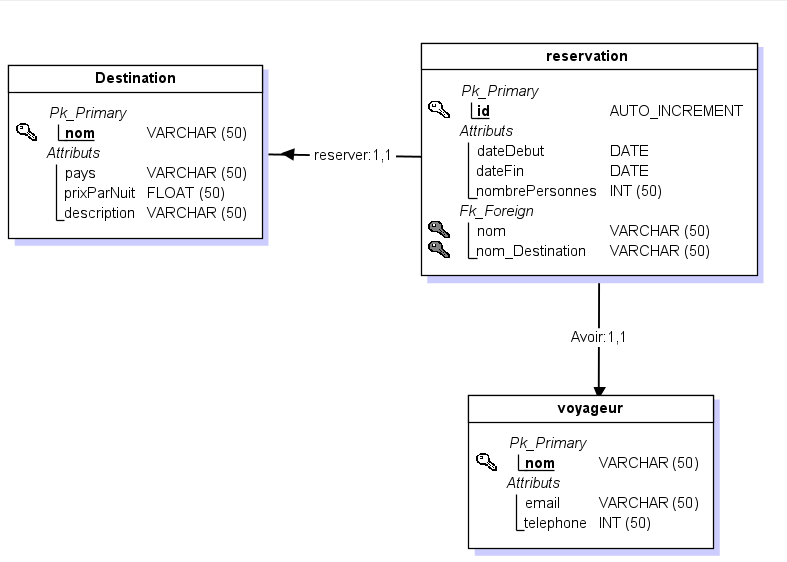 Destination
Pk_Primary
nom VARCHAR (50)
Attributs
pays VARCHAR (50)
prixParNuit FLOAT (50)
description VARCHAR (50)
reserver:1,1
reservation
Pk_Primary
id AUTO_INCREMENT
Attributs
dateDebut DATE
dateFin DATE
nombrePersonnes INT (50)
Fk_Foreign
nom VARCHAR (50)
nom_Destination VARCHAR (50)
Avoir:1,1
voyageur
Pk_Primary
nom VARCHAR (50)
Attributs
email VARCHAR (50)
telephone INT (50)